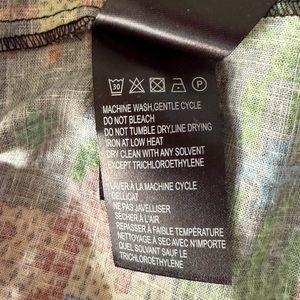 30 P
MACHINE WASH,GENTLE CYCLE
DO NOT BLEACH
DO NOT TUMBLE DRY,LINE DRYING
IRON AT LOW HEAT
DRY CLEAN WITH ANY SOLVENT
EXCEPT TRICHLOROETHYLENE
LAVER À LA MACHINE CYCLE
DELLICAT
NE PAS JAVELLISER
SÉCHER À L'AIR
REPASSER À FAIBLE TEMPÉRATURE
NETTOYAGE À SEC AVEC N'IMPORTE
QUEL SOLVANT SAUF LE
TRICHLOROÉTHYLÈNE